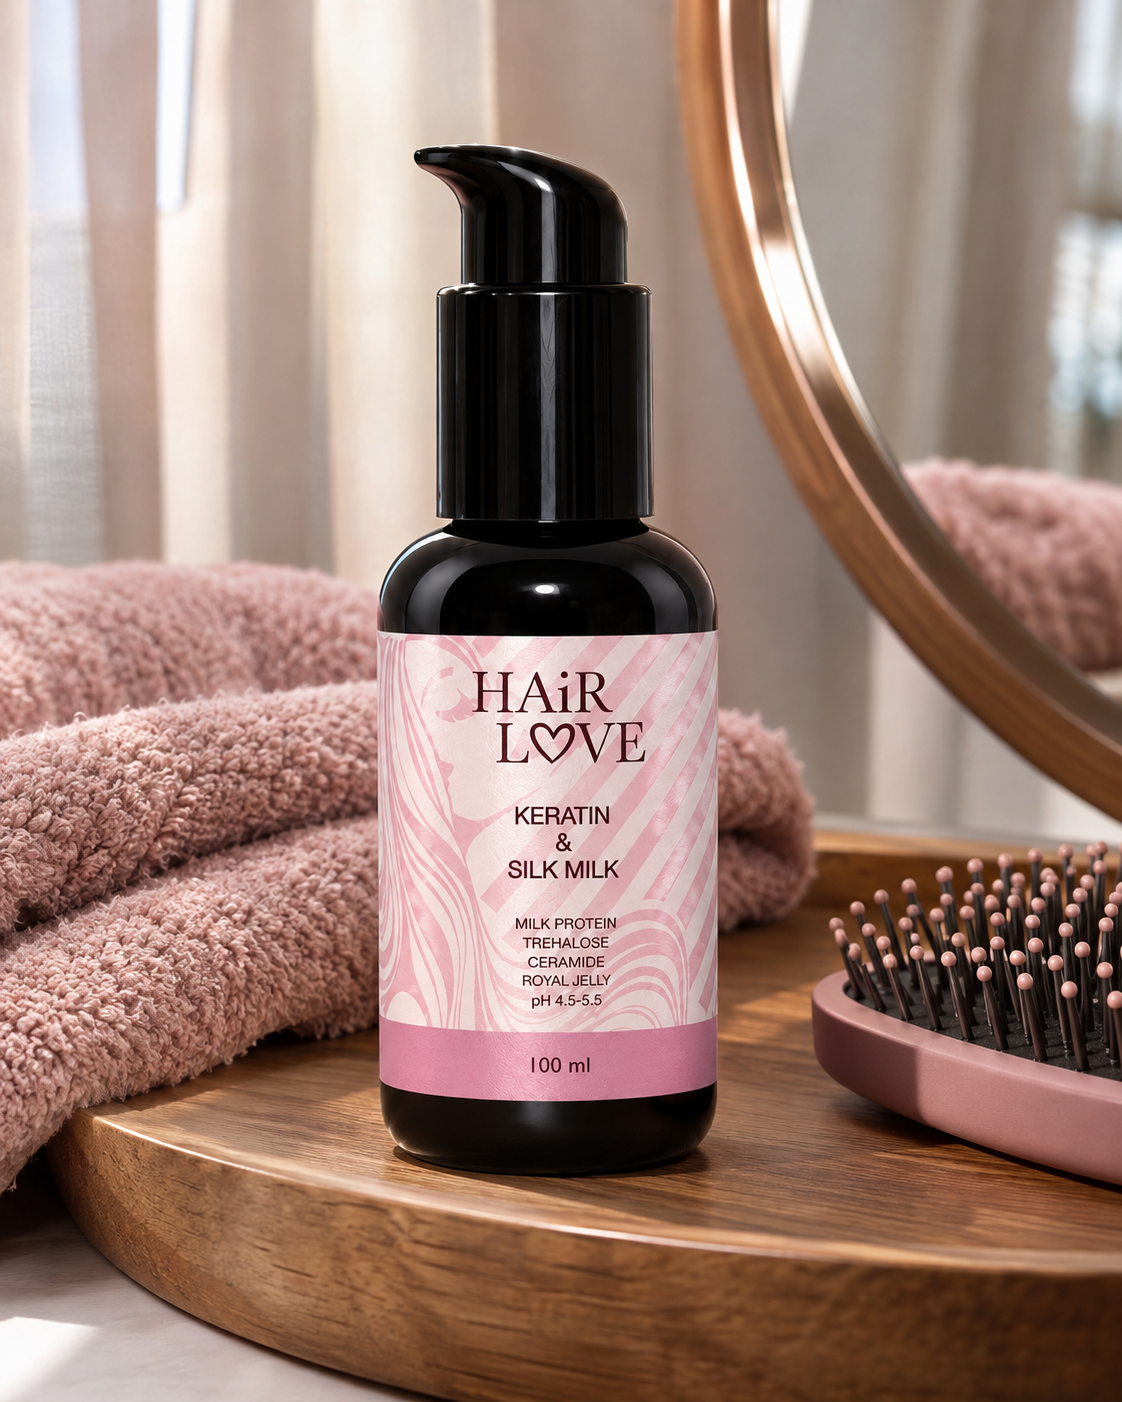 HAiR
LOVE
KERATIN
&
SILK MILK
MILK PROTEIN
TREHALOSE
CERAMIDE
ROYAL JELLY
pH 4.5-5.5
100 ml